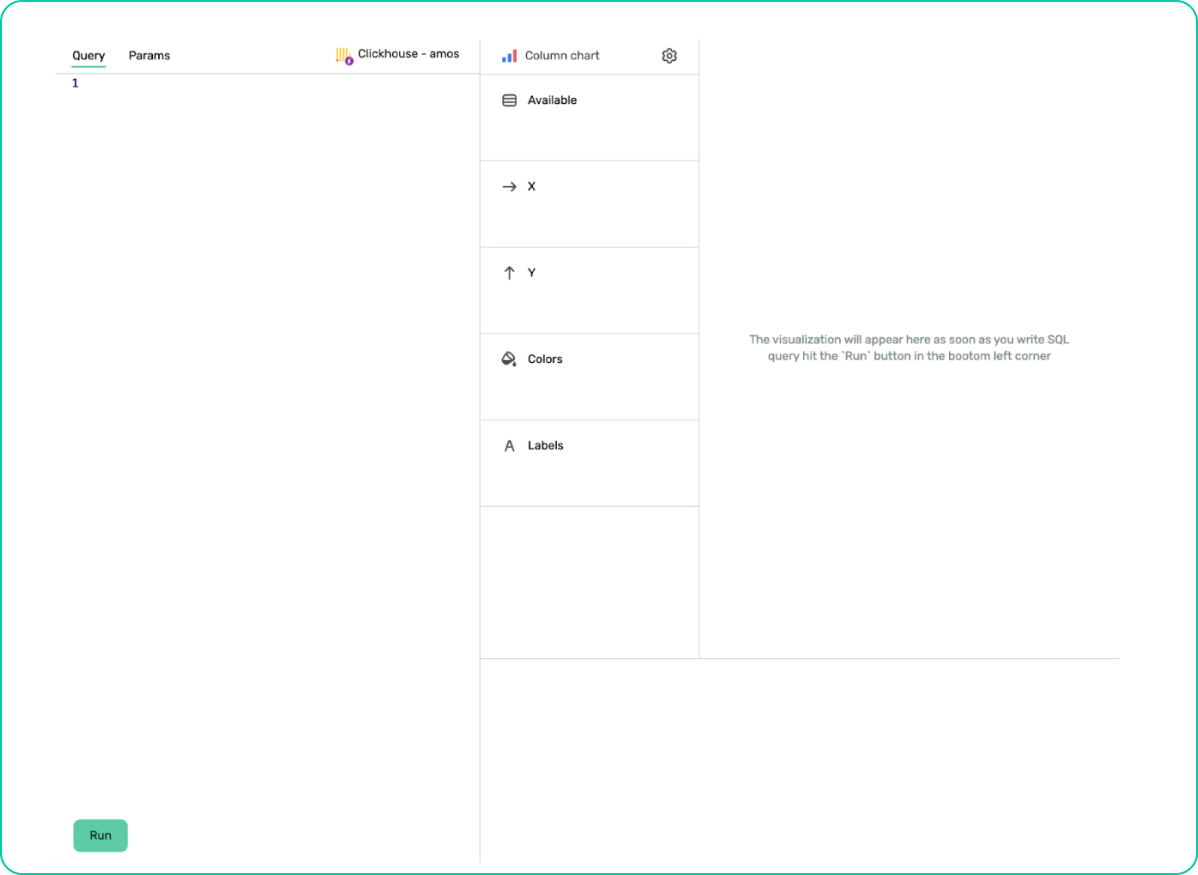 Query
Params
Clickhouse - amos
Column chart
1
Available
X
Y
Colors
Labels
The visualization will appear here as soon as you write SQL
query hit the `Run` button in the bootom left corner
Run